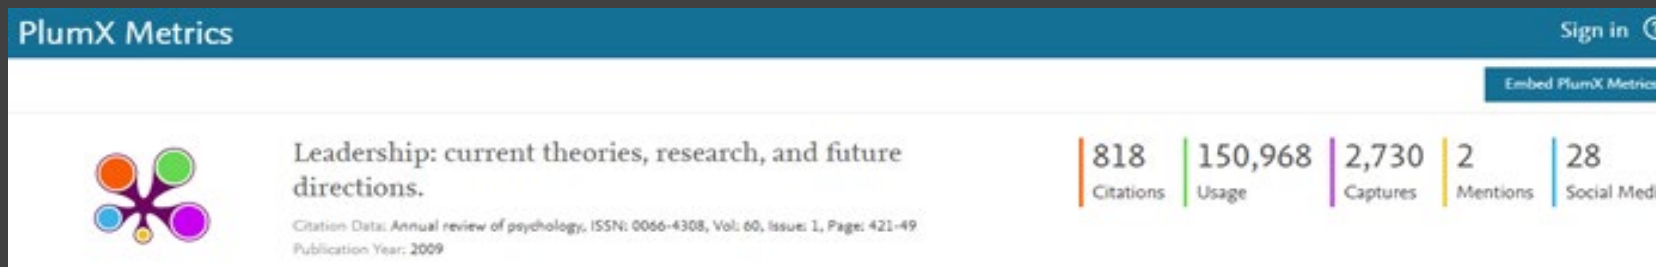 PlumX Metrics
Sign in
Embed PlumX Metrics
Leadership: current theories, research, and future
directions.
Citation Data: Annual review of psychology, ISSN: 0066-4308, Vol: 60, Issue: 1, Page: 421-49
Publication Year: 2009
818
Citations
150,968
Usage
2,730
Captures
2
Mentions
28
Social Medi